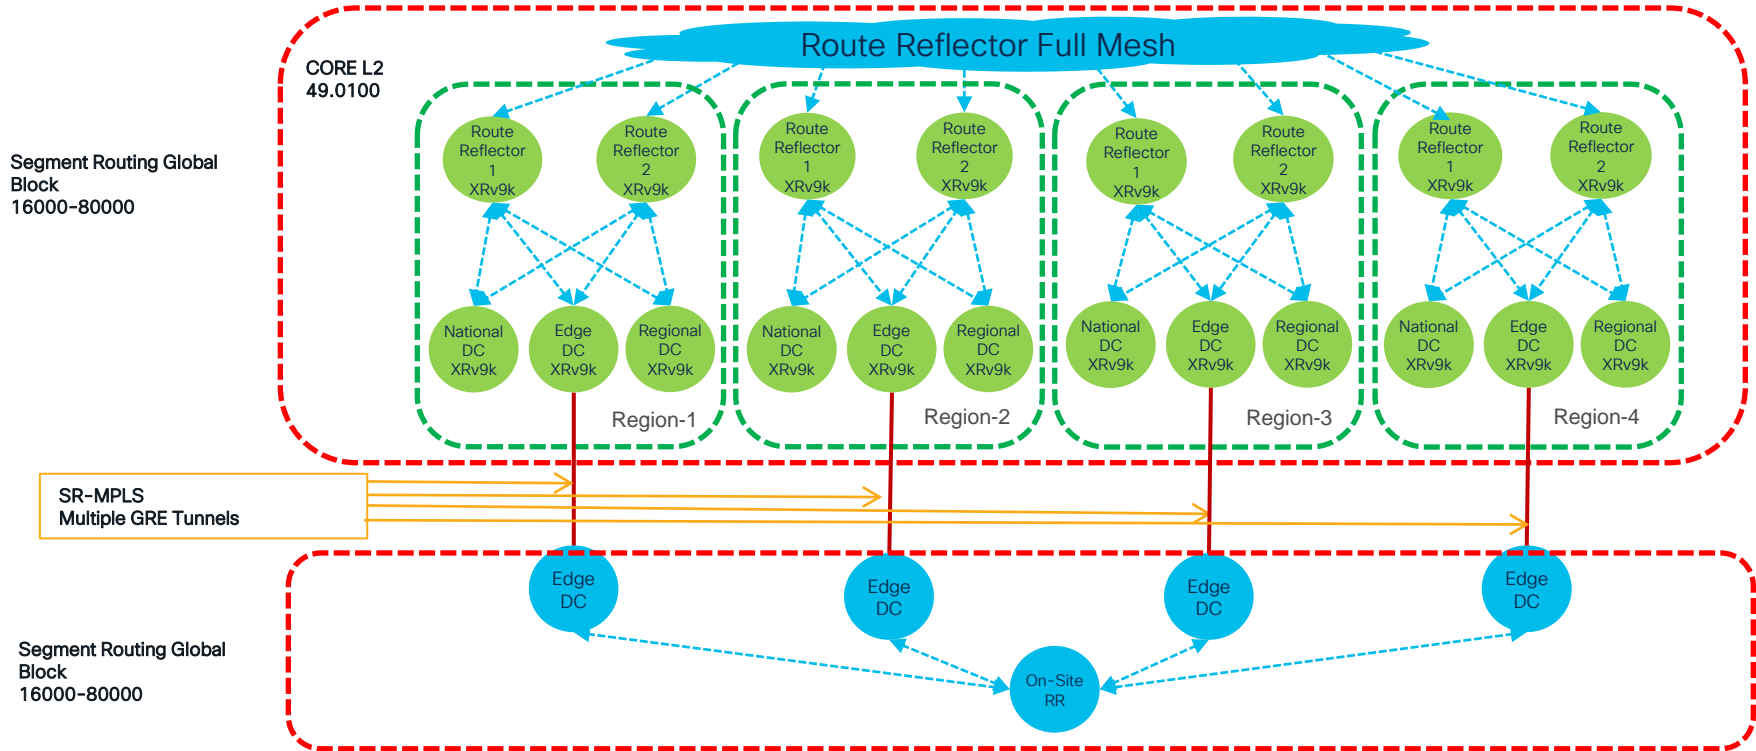 Route Reflector Full Mesh
CORE L2
49.0100
Segment Routing Global
Block
16000-80000
Route
Reflector
1
XRv9k
Route
Reflector
2
XRv9k
Route
Reflector
1
XRv9k
Route
Reflector
2
XRv9k
Route
Reflector
1
XRv9k
Route
Reflector
2
XRv9k
Route
Reflector
1
XRv9k
Route
Reflector
2
XRv9k
National
DC
XRv9k
Edge
DC
XRv9k
Regional
DC
XRv9k
National
DC
XRv9k
Edge
DC
XRv9k
Regional
DC
XRv9k
National
DC
XRv9k
Edge
DC
XRv9k
Regional
DC
XRv9k
National
DC
XRv9k
Edge
DC
XRv9k
Regional
DC
XRv9k
Region-1
Region-2
Region-3
Region-4
SR-MPLS
Multiple GRE Tunnels
Edge
DC
Edge
DC
Edge
DC
Edge
DC
Segment Routing Global
Block
16000-80000
On-Site
RR